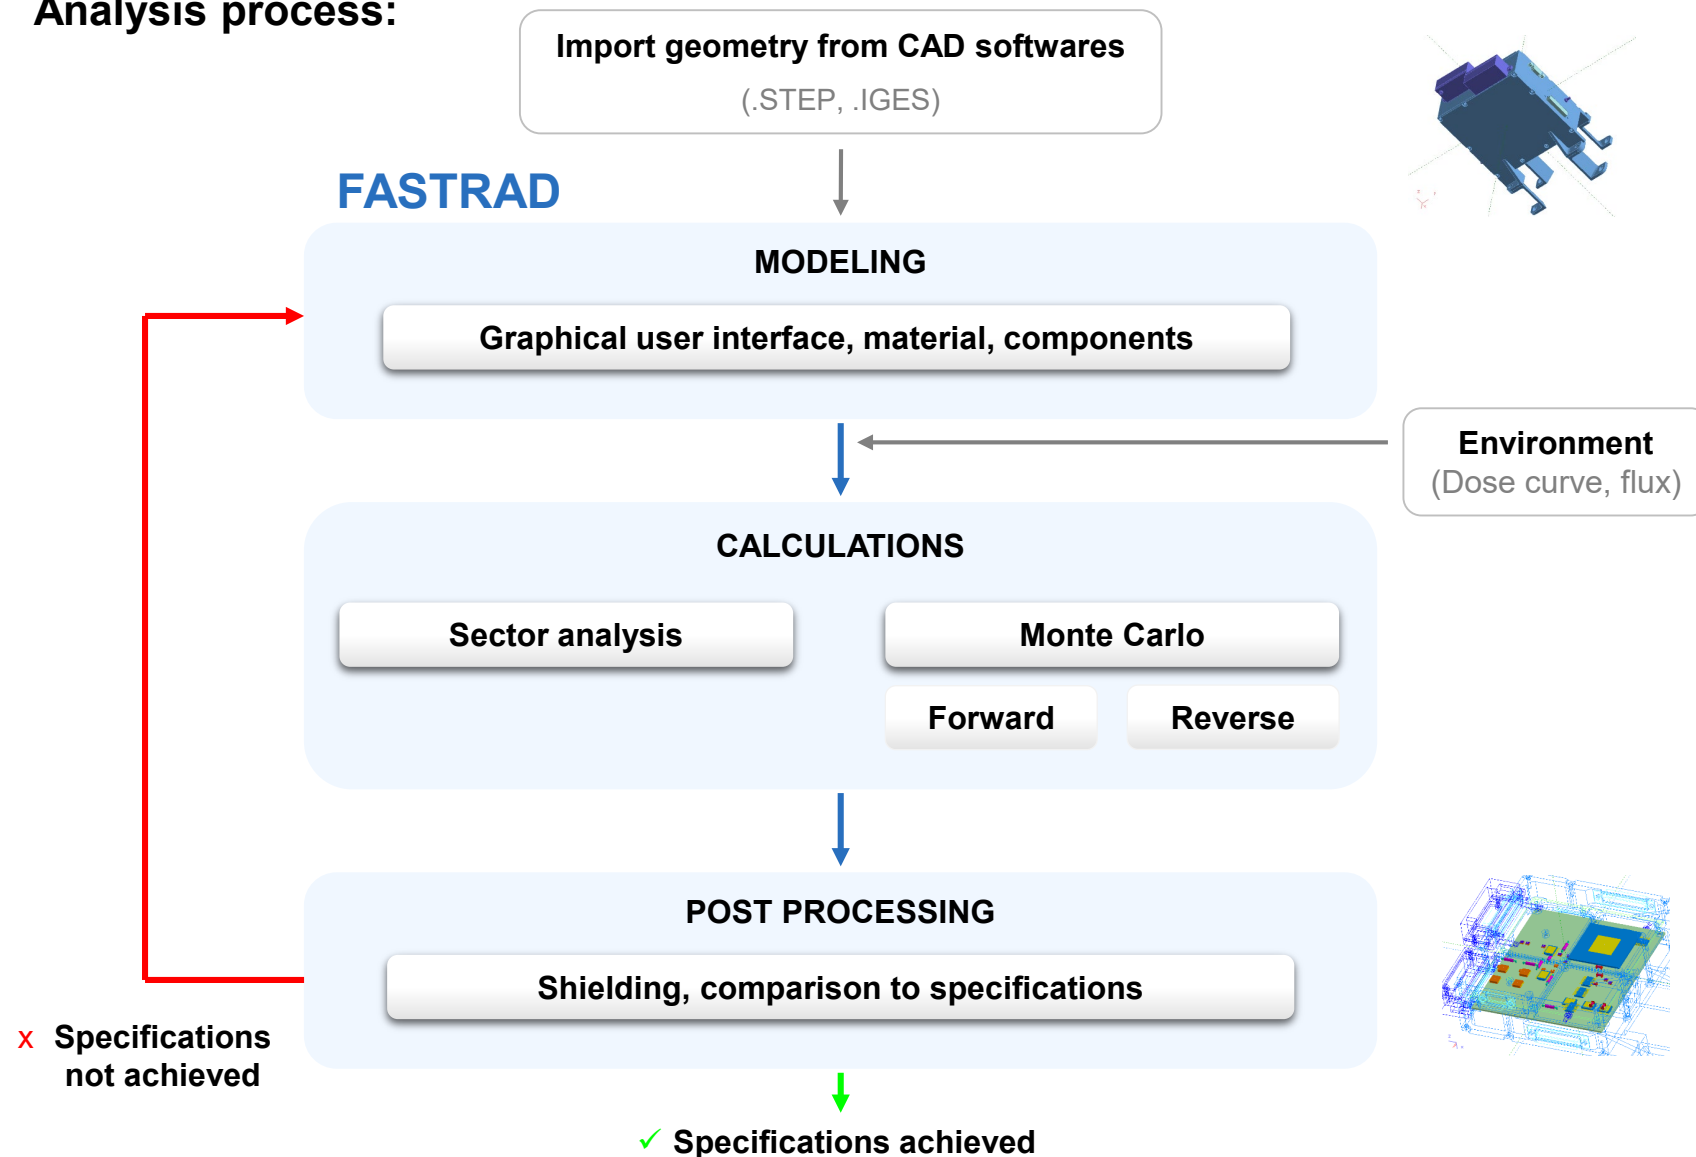 Analysis process:
Import geometry from CAD softwares
(.STEP, .IGES)
FASTRAD
MODELING
Graphical user interface, material, components
Environment
(Dose curve, flux)
CALCULATIONS
Sector analysis
Monte Carlo
Forward
Reverse
POST PROCESSING
Shielding, comparison to specifications
x Specifications
not achieved
✓ Specifications achieved